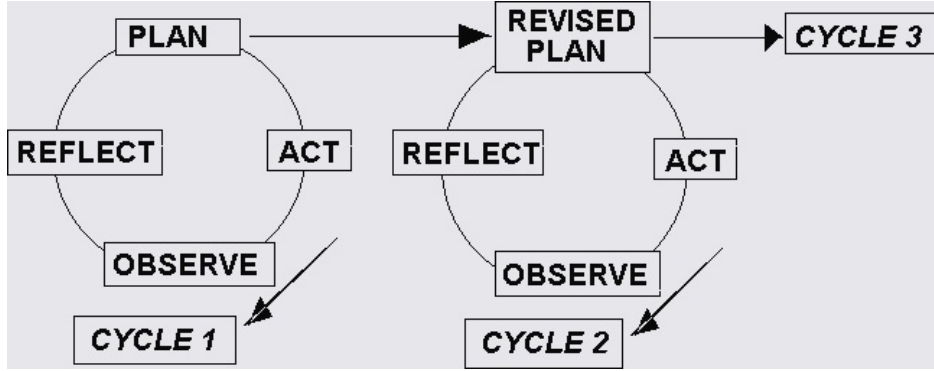 PLAN
REVISED
PLAN
CYCLE 3
REFLECT
ACT
REFLECT
ACT
OBSERVE
OBSERVE
CYCLE 1
CYCLE 2